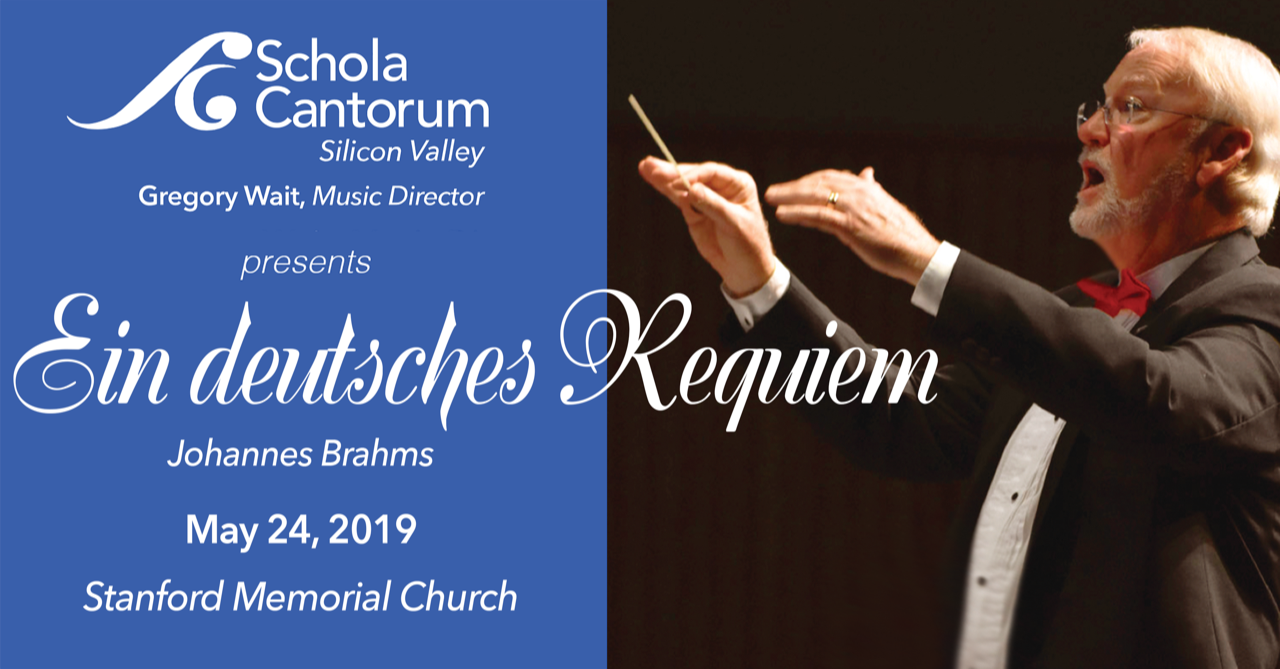 Schola
Cantorum
Silicon Valley
Gregory Wait, Music Director
presents
Ein deutsches Requiem
Johannes Brahms
May 24, 2019
Stanford Memorial Church